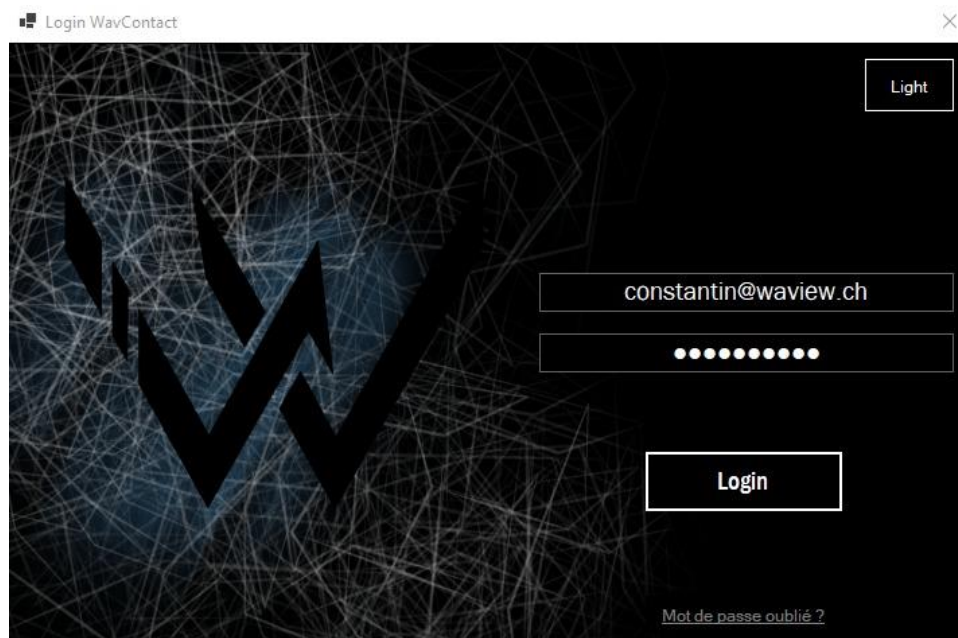 Login WavContact
Light
constantin@waview.ch
●●●●●●●●●●
Login
Mot de passe oublié ?